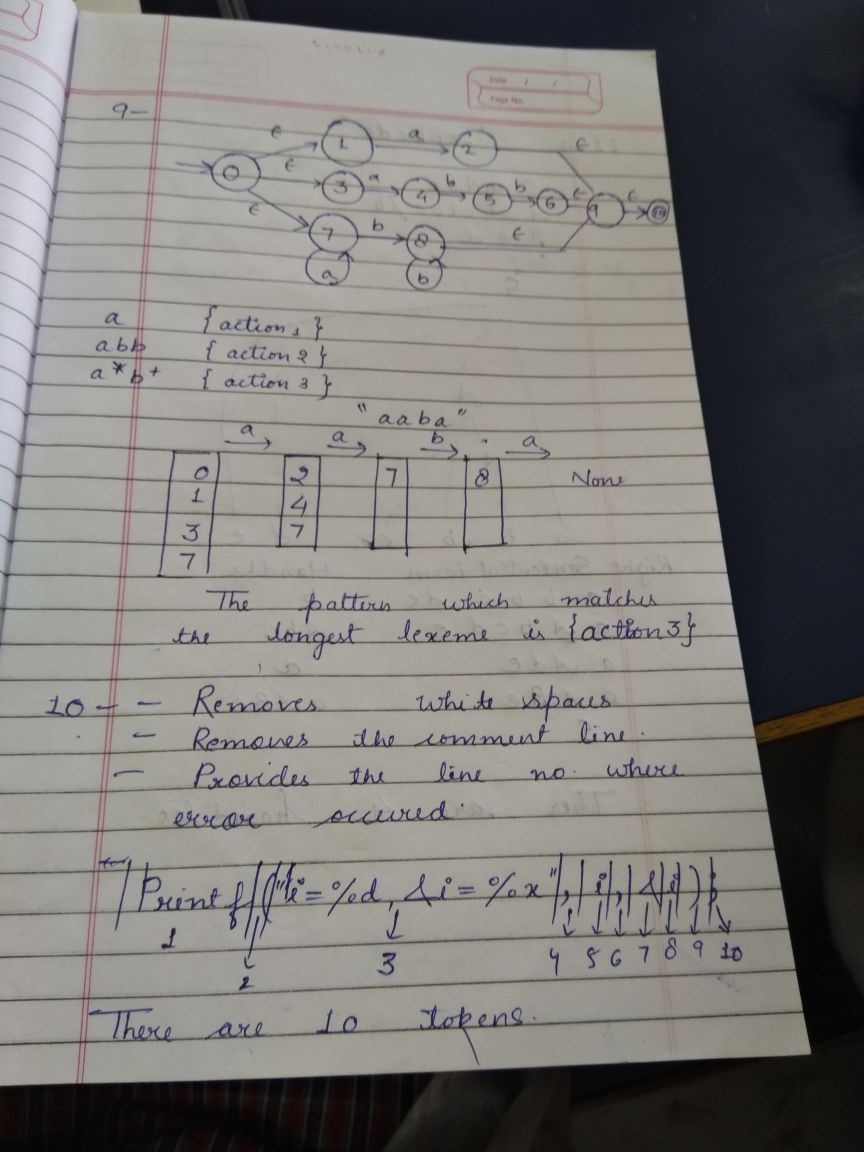 Date / /
Page No.
9-
ε 1 a 2 ε
0 ε 3 a 4 b 5 b 6 ε 9 ε 10
ε 7 b 8 ε
a b
a { action 1 }
abb { action 2 }
a*b+ { action 3 }
"aaba"
a a b a
0 2 7 8 None
1 4
3 7
7
The pattern which matches
the longest lexeme is {action 3}
10 - - Removes white spaces
- Removes the comment line.
- Provides the line no. where
error occured.
| Printf | ( | "i = %d, &i = %x" | , | i | , | & | i | ) | ;
1 2 3 4 5 6 7 8 9 10
There are 10 tokens.